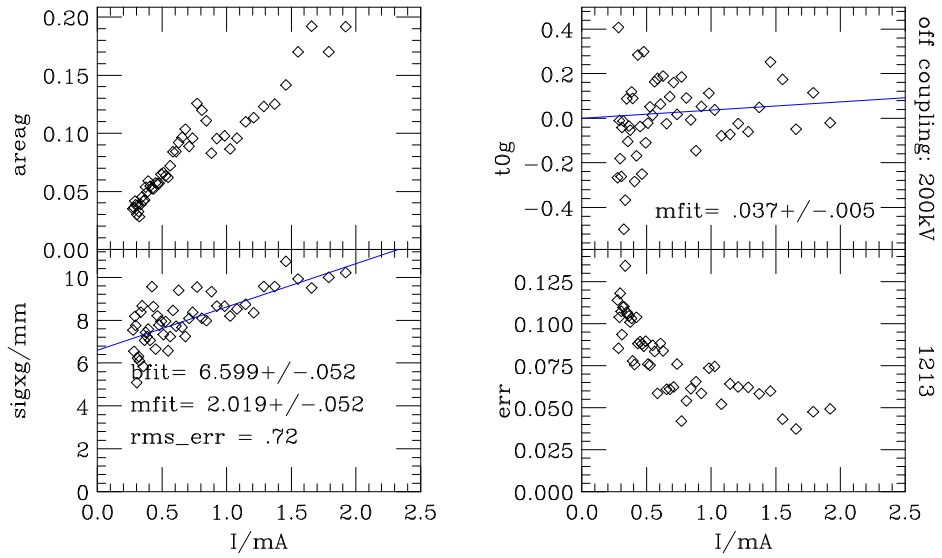 0.20
0.15
0.10
0.05
0.00
areag
0.4
0.2
0.0
-0.2
-0.4
t0g
mfit= .037+/-.005
off coupling: 200kV
10
8
6
4
2
0
sigxg/mm
bfit= 6.599+/-.052
mfit= 2.019+/-.052
rms_err = .72
0.0 0.5 1.0 1.5 2.0 2.5
I/mA
0.125
0.100
0.075
0.050
0.025
0.000
err
1213
0.0 0.5 1.0 1.5 2.0 2.5
I/mA